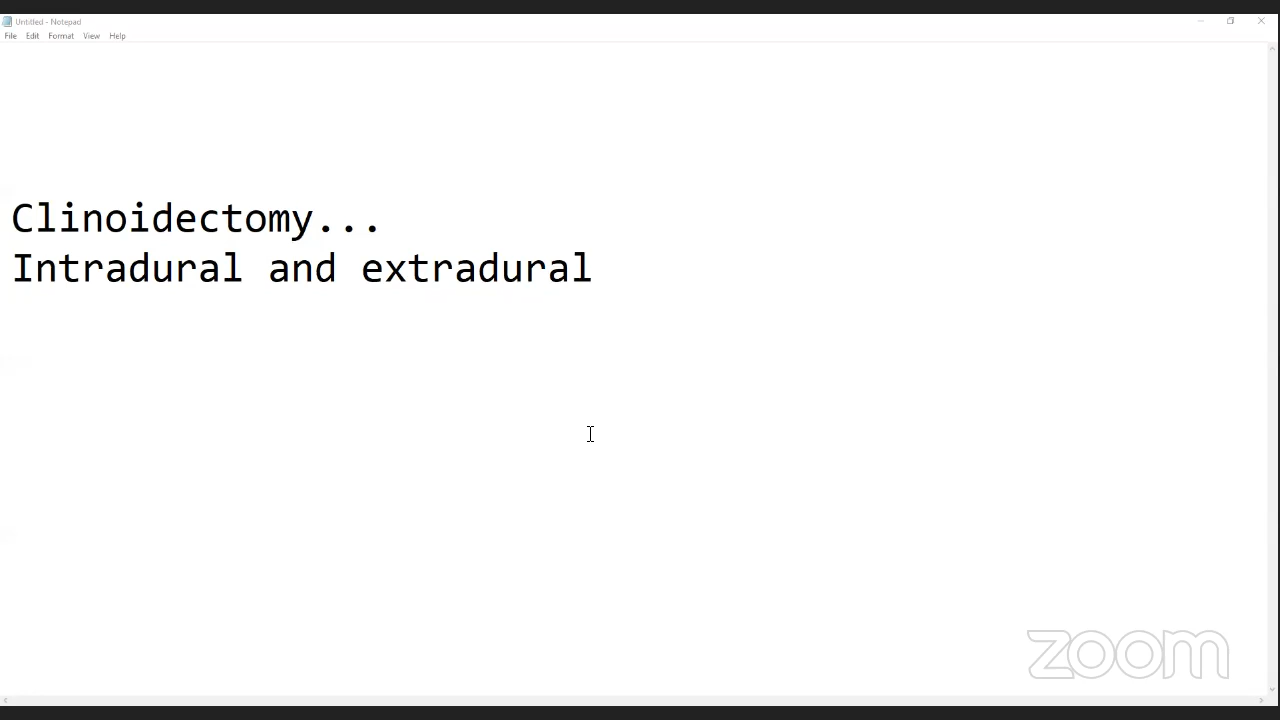 Untitled - Notepad
File Edit Format View Help
Clinoidectomy...
Intradural and extradural
zoom